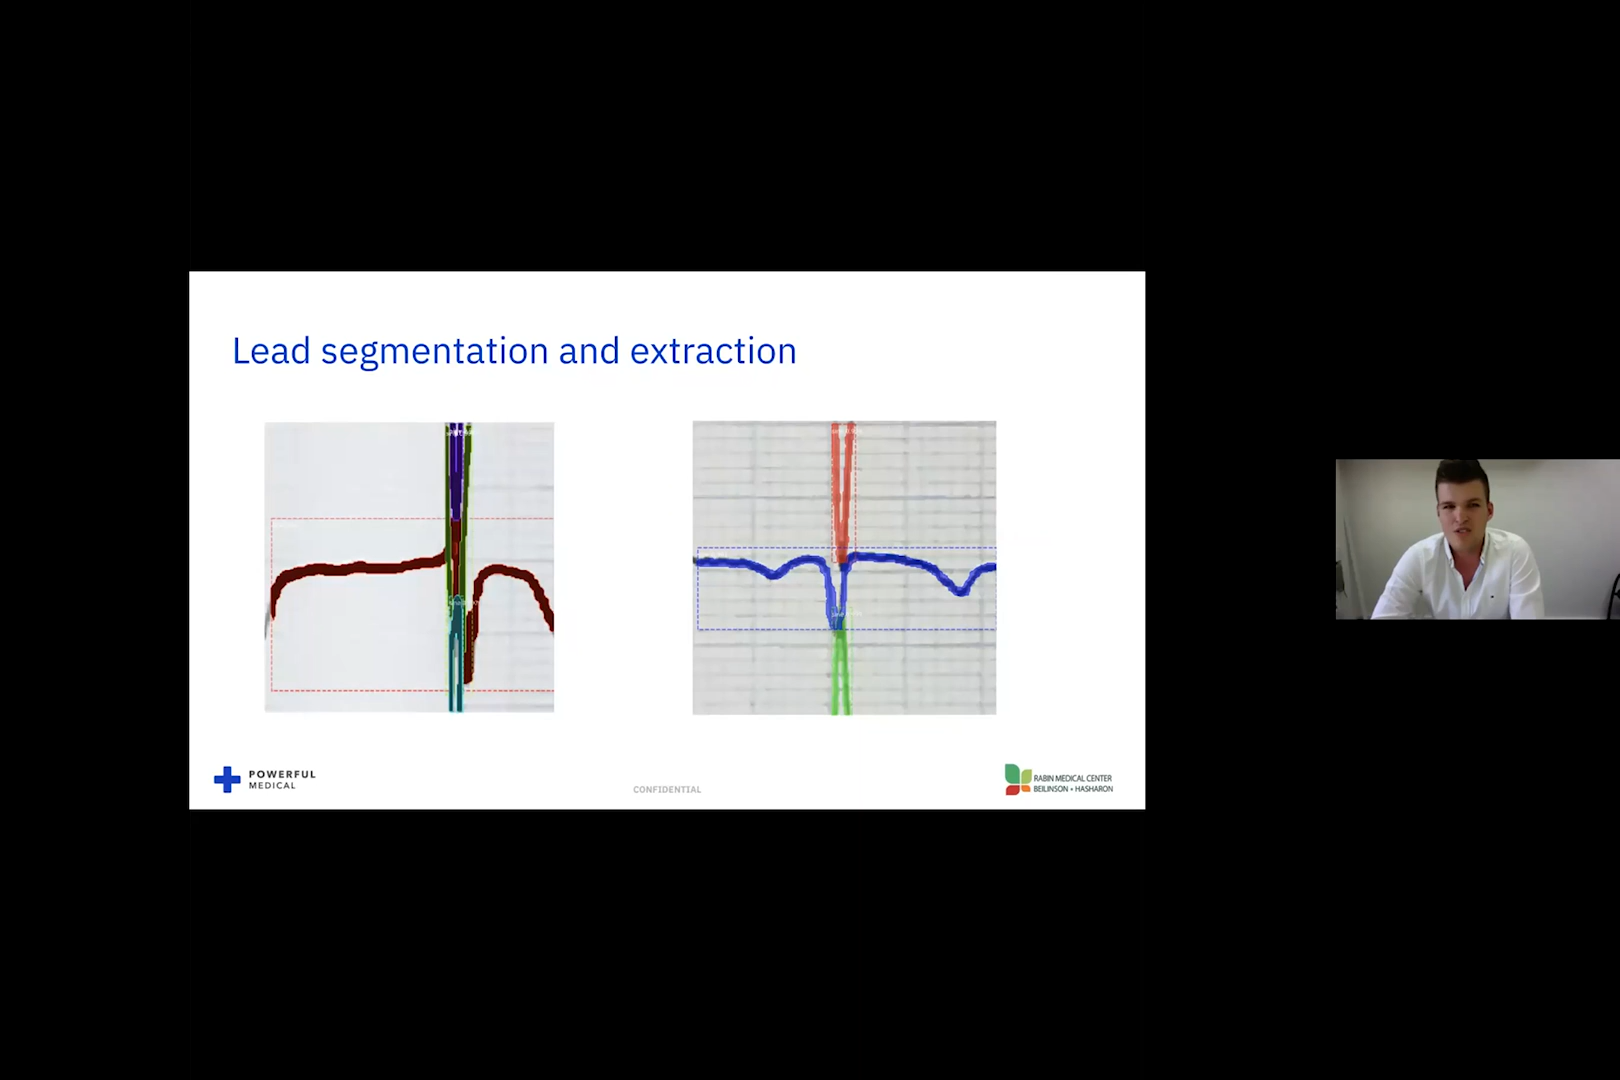 Lead segmentation and extraction
POWERFUL
MEDICAL
CONFIDENTIAL
RABIN MEDICAL CENTER
BEILINSON • HASHARON